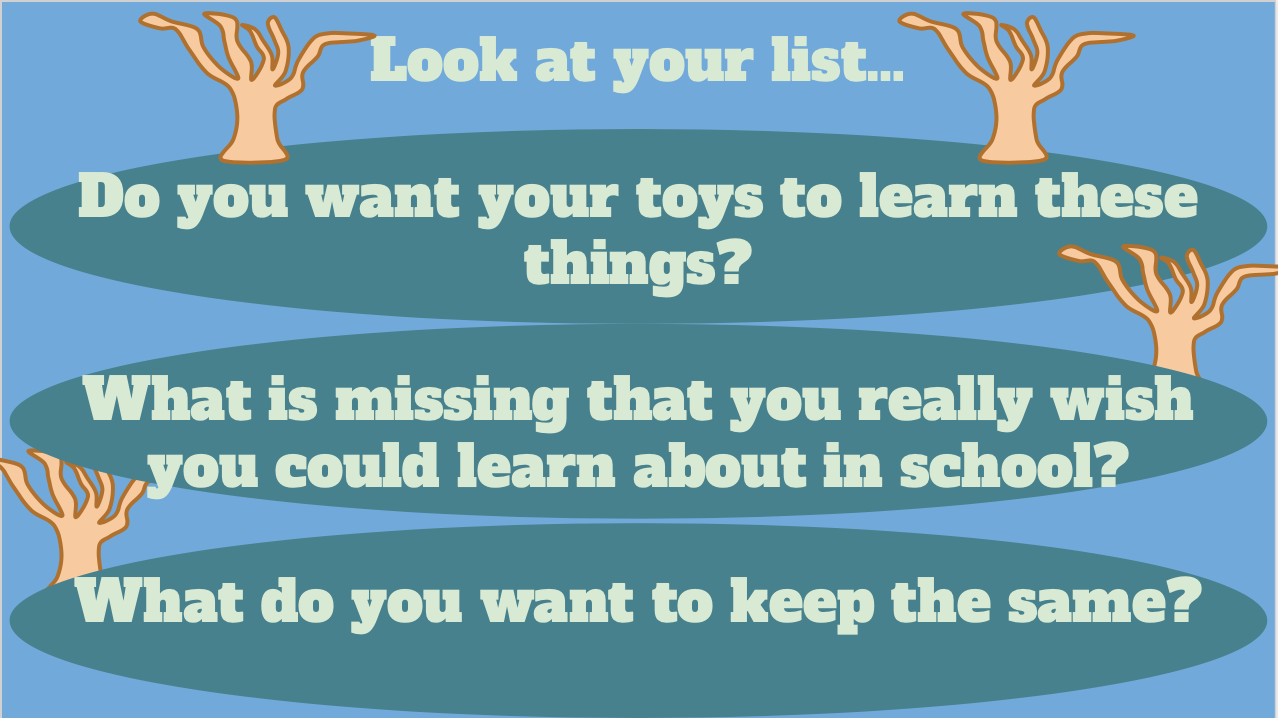 Look at your list...
Do you want your toys to learn these
things?
What is missing that you really wish
you could learn about in school?
What do you want to keep the same?